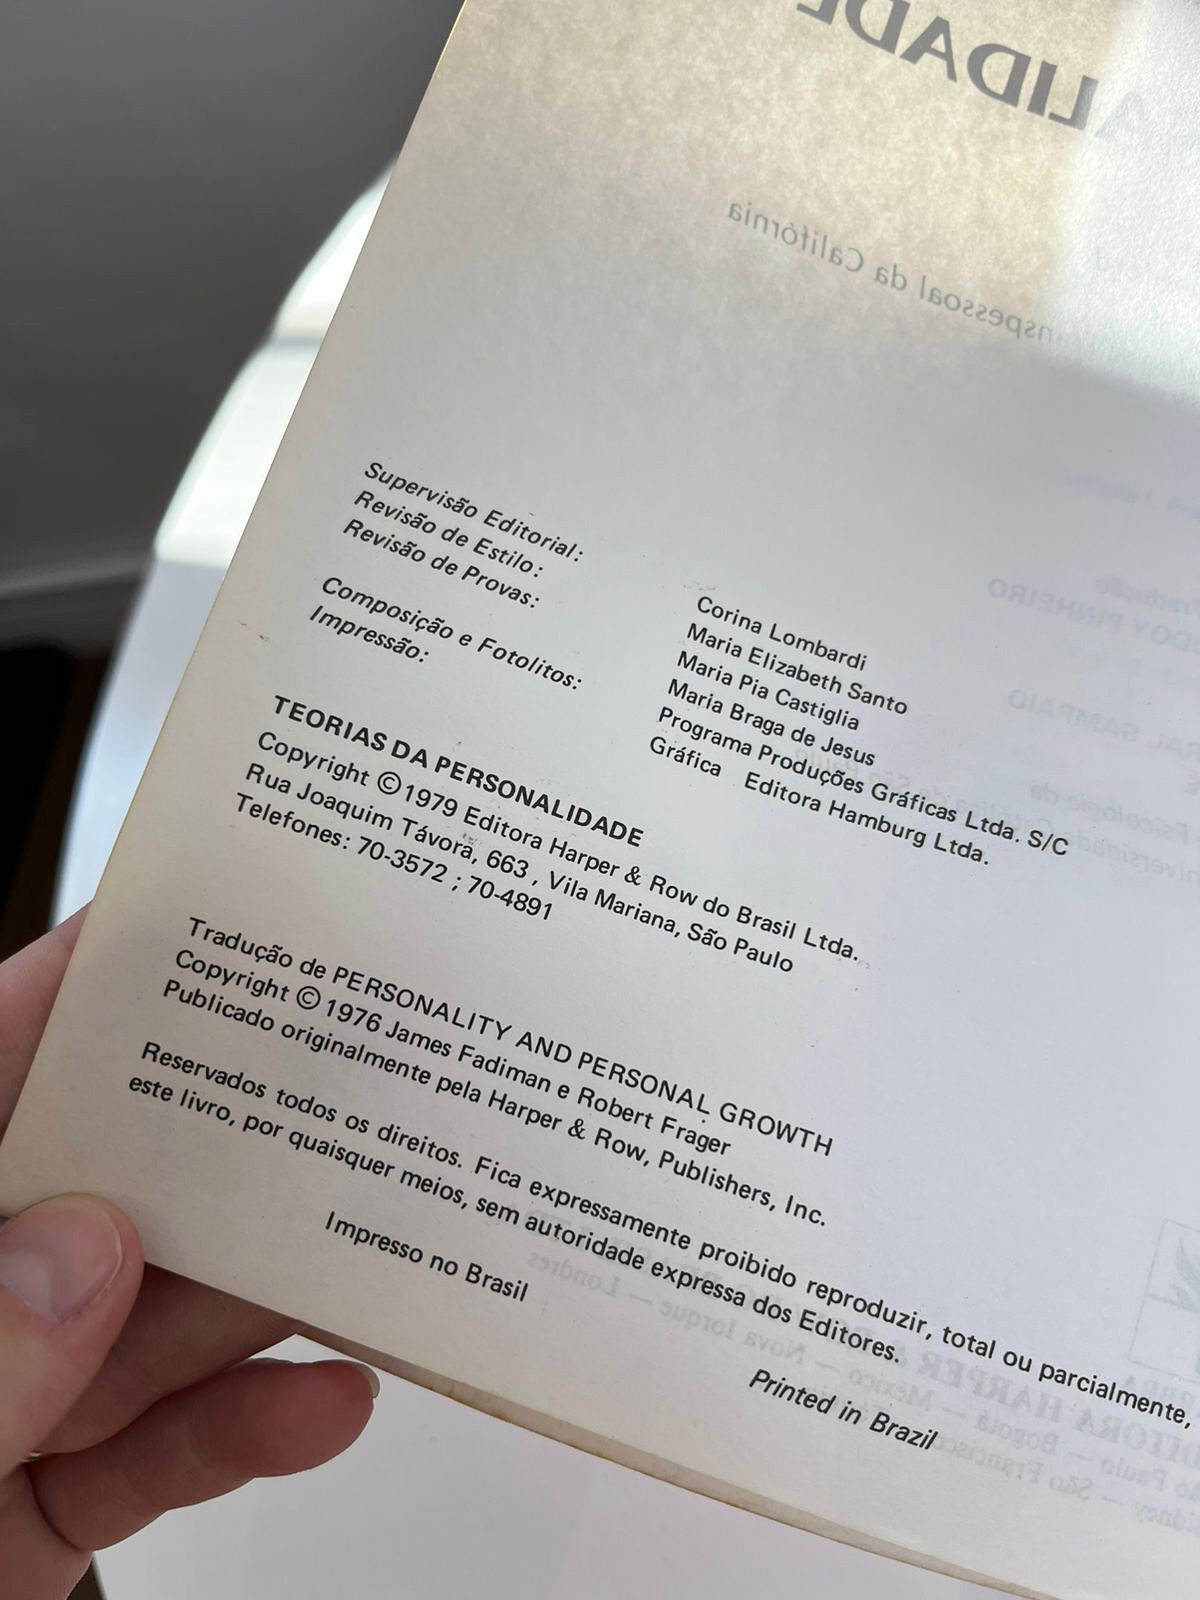 Supervisão Editorial:
Revisão de Estilo:
Revisão de Provas:
Composição e Fotolitos:
Impressão:
Corina Lombardi
Maria Elizabeth Santo
Maria Pia Castiglia
Maria Braga de Jesus
Programa Produções Gráficas Ltda. S/C
Gráfica Editora Hamburg Ltda.
TEORIAS DA PERSONALIDADE
Copyright © 1979 Editora Harper & Row do Brasil Ltda.
Rua Joaquim Távora, 663 , Vila Mariana, São Paulo
Telefones: 70-3572 ; 70-4891
Tradução de PERSONALITY AND PERSONAL GROWTH
Copyright © 1976 James Fadiman e Robert Frager
Publicado originalmente pela Harper & Row, Publishers, Inc.
Reservados todos os direitos. Fica expressamente proibido reproduzir, total ou parcialmente,
este livro, por quaisquer meios, sem autoridade expressa dos Editores.
Impresso no Brasil
Printed in Brazil